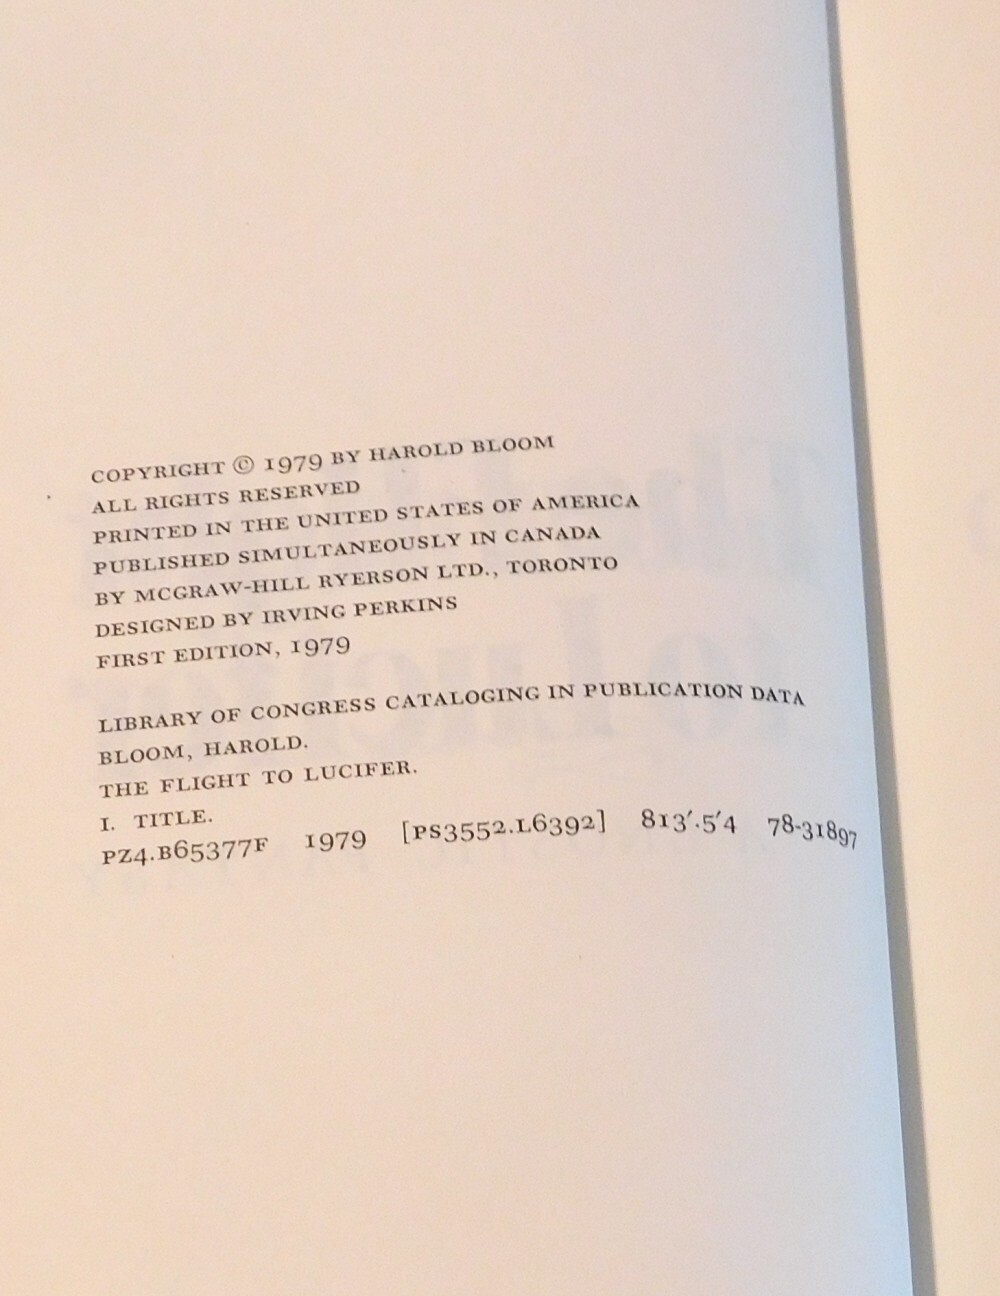 COPYRIGHT © 1979 BY HAROLD BLOOM
ALL RIGHTS RESERVED
PRINTED IN THE UNITED STATES OF AMERICA
PUBLISHED SIMULTANEOUSLY IN CANADA
BY MCGRAW-HILL RYERSON LTD., TORONTO
DESIGNED BY IRVING PERKINS
FIRST EDITION, 1979
LIBRARY OF CONGRESS CATALOGING IN PUBLICATION DATA
BLOOM, HAROLD.
THE FLIGHT TO LUCIFER.
I. TITLE.
PZ4.B65377F 1979 [PS3552.L6392] 813'.5'4 78-31897